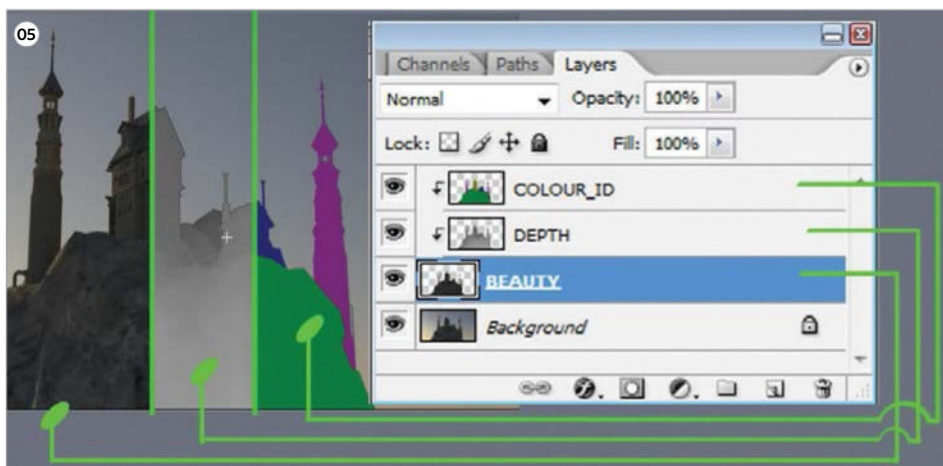 05
Channels Paths Layers
Normal Opacity: 100%
Lock: Fill: 100%
COLOUR_ID
DEPTH
BEAUTY
Background